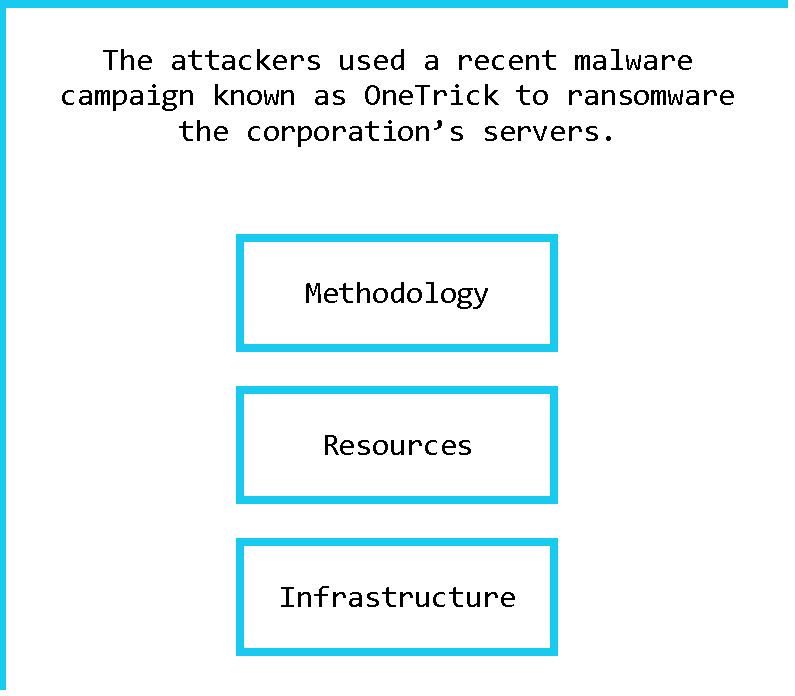 The attackers used a recent malware
campaign known as OneTrick to ransomware
the corporation’s servers.
Methodology
Resources
Infrastructure